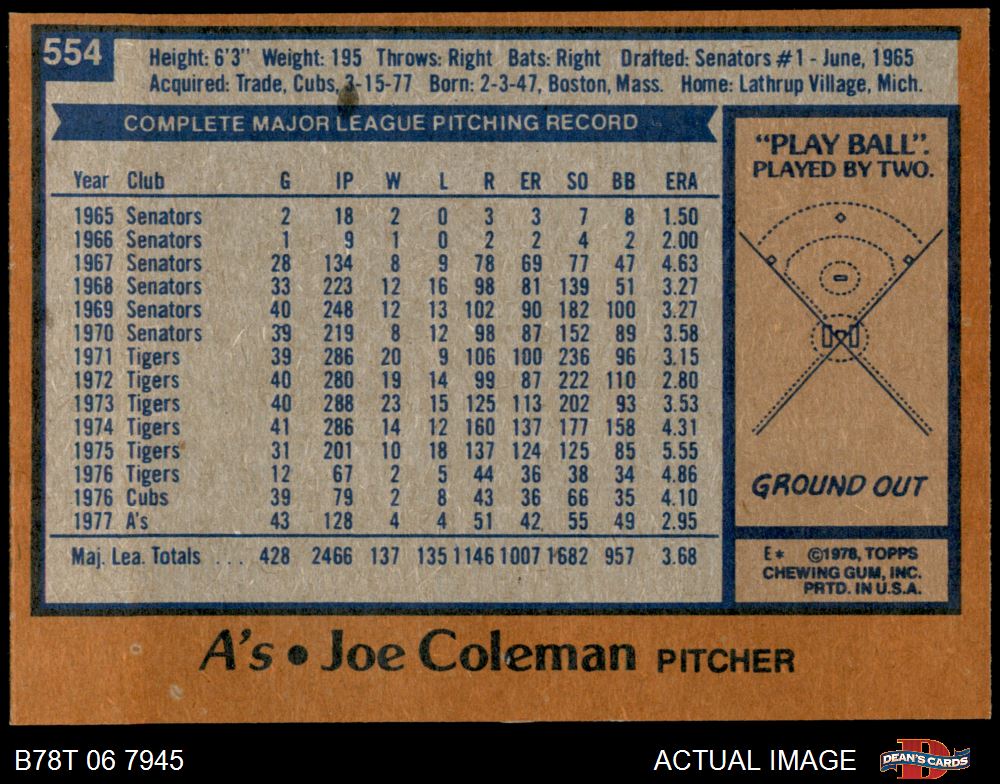 554
Height: 6'3" Weight: 195 Throws: Right Bats: Right Drafted: Senators #1 - June, 1965
Acquired: Trade, Cubs, 3-15-77 Born: 2-3-47, Boston, Mass. Home: Lathrup Village, Mich.
COMPLETE MAJOR LEAGUE PITCHING RECORD
Year Club G IP W L R ER SO BB ERA
1965 Senators 2 18 2 0 3 3 7 8 1.50
1966 Senators 1 9 1 0 2 2 4 2 2.00
1967 Senators 28 134 8 9 78 69 77 47 4.63
1968 Senators 33 223 12 16 98 81 139 51 3.27
1969 Senators 40 248 12 13 102 90 182 100 3.27
1970 Senators 39 219 8 12 98 87 152 89 3.58
1971 Tigers 39 286 20 9 106 100 236 96 3.15
1972 Tigers 40 280 19 14 99 87 222 110 2.80
1973 Tigers 40 288 23 15 125 113 202 93 3.53
1974 Tigers 41 286 14 12 160 137 177 158 4.31
1975 Tigers 31 201 10 18 137 124 125 85 5.55
1976 Tigers 12 67 2 5 44 36 38 34 4.86
1976 Cubs 39 79 2 8 43 36 66 35 4.10
1977 A's 43 128 4 4 51 42 55 49 2.95
Maj. Lea. Totals . . . 428 2466 137 135 1146 1007 1682 957 3.68
"PLAY BALL".
PLAYED BY TWO.
GROUND OUT
E* ©1978, TOPPS
CHEWING GUM, INC.
PRTD. IN U.S.A.
A's • Joe Coleman PITCHER
B78T 06 7945
ACTUAL IMAGE
DEAN'S CARDS